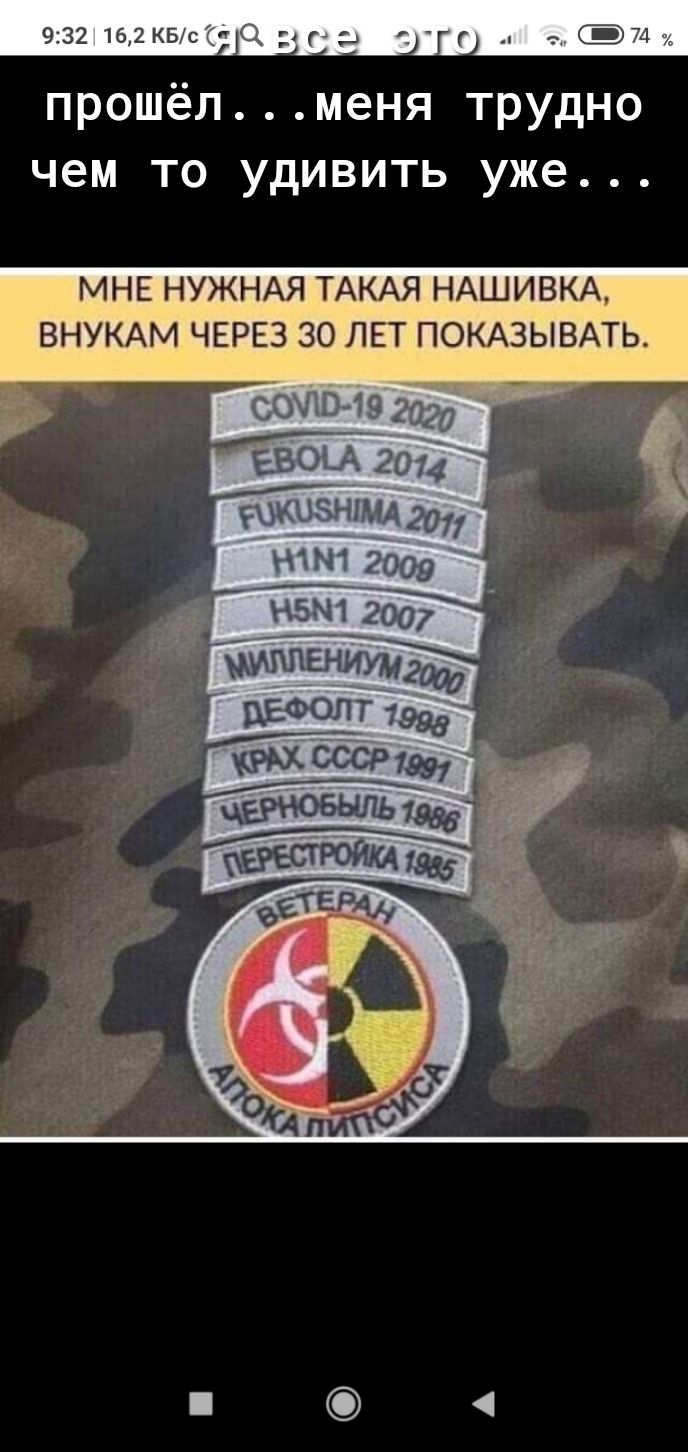 9:32 16,2 КБ/с 74 %
я все это
прошёл...меня трудно
чем то удивить уже...
МНЕ НУЖНАЯ ТАКАЯ НАШИВКА,
ВНУКАМ ЧЕРЕЗ 30 ЛЕТ ПОКАЗЫВАТЬ.
COVID-19 2020
EBOLA 2014
FUKUSHIMA 2011
H1N1 2009
H5N1 2007
МИЛЛЕНИУМ 2000
ДЕФОЛТ 1998
КРАХ СССР 1991
ЧЕРНОБЫЛЬ 1986
ПЕРЕСТРОЙКА 1985
ВЕТЕРАН
АПОКАЛИПСИСА